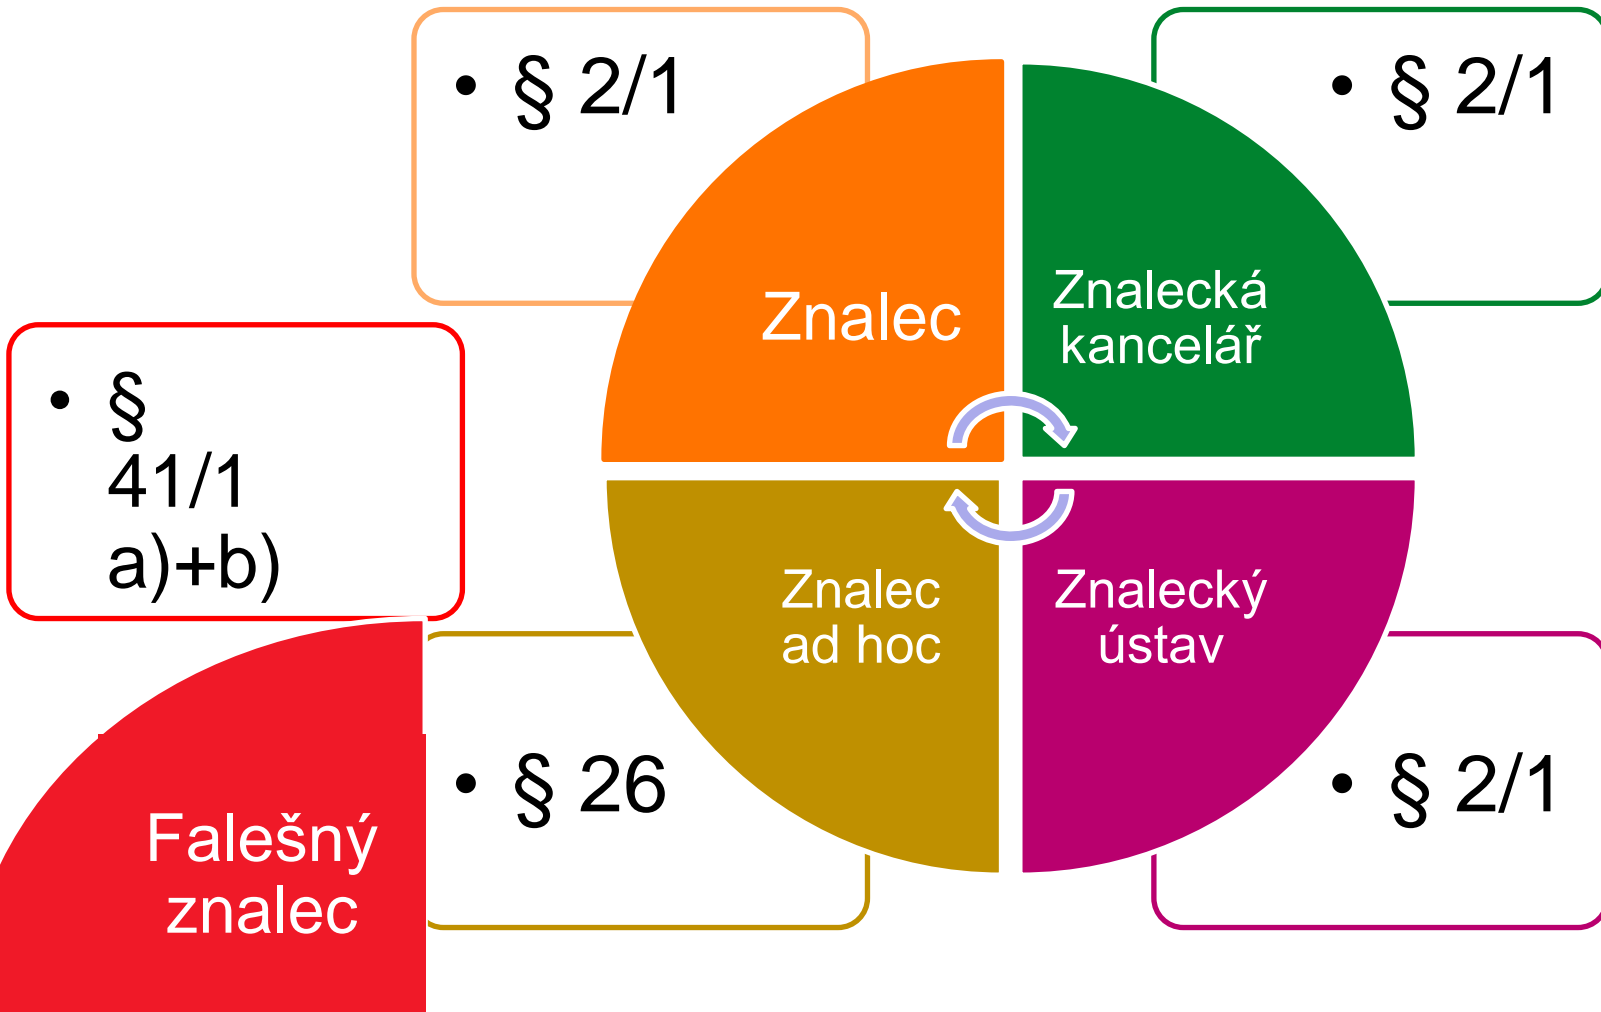 • § 2/1
• § 2/1
Znalec
Znalecká
kancelář
• §
41/1
a)+b)
Znalec
ad hoc
Znalecký
ústav
• § 26
• § 2/1
Falešný
znalec